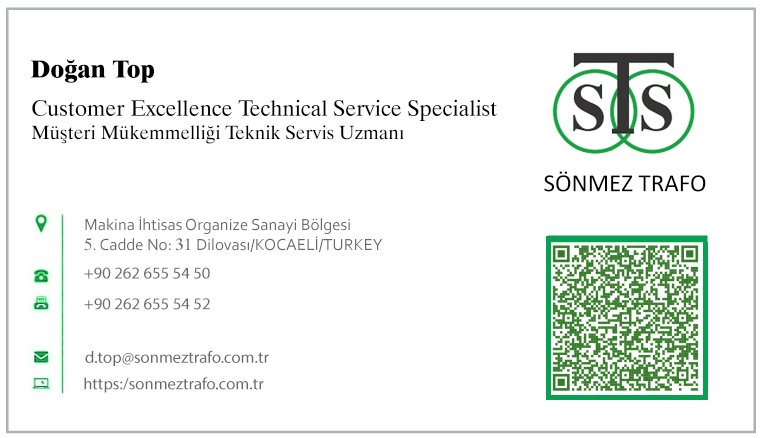 Doğan Top
Customer Excellence Technical Service Specialist
Müşteri Mükemmelliği Teknik Servis Uzmanı
STS
SÖNMEZ TRAFO
Makina İhtisas Organize Sanayi Bölgesi
5. Cadde No: 31 Dilovası/KOCAELİ/TURKEY
+90 262 655 54 50
+90 262 655 54 52
d.top@sonmeztrafo.com.tr
https:/sonmeztrafo.com.tr